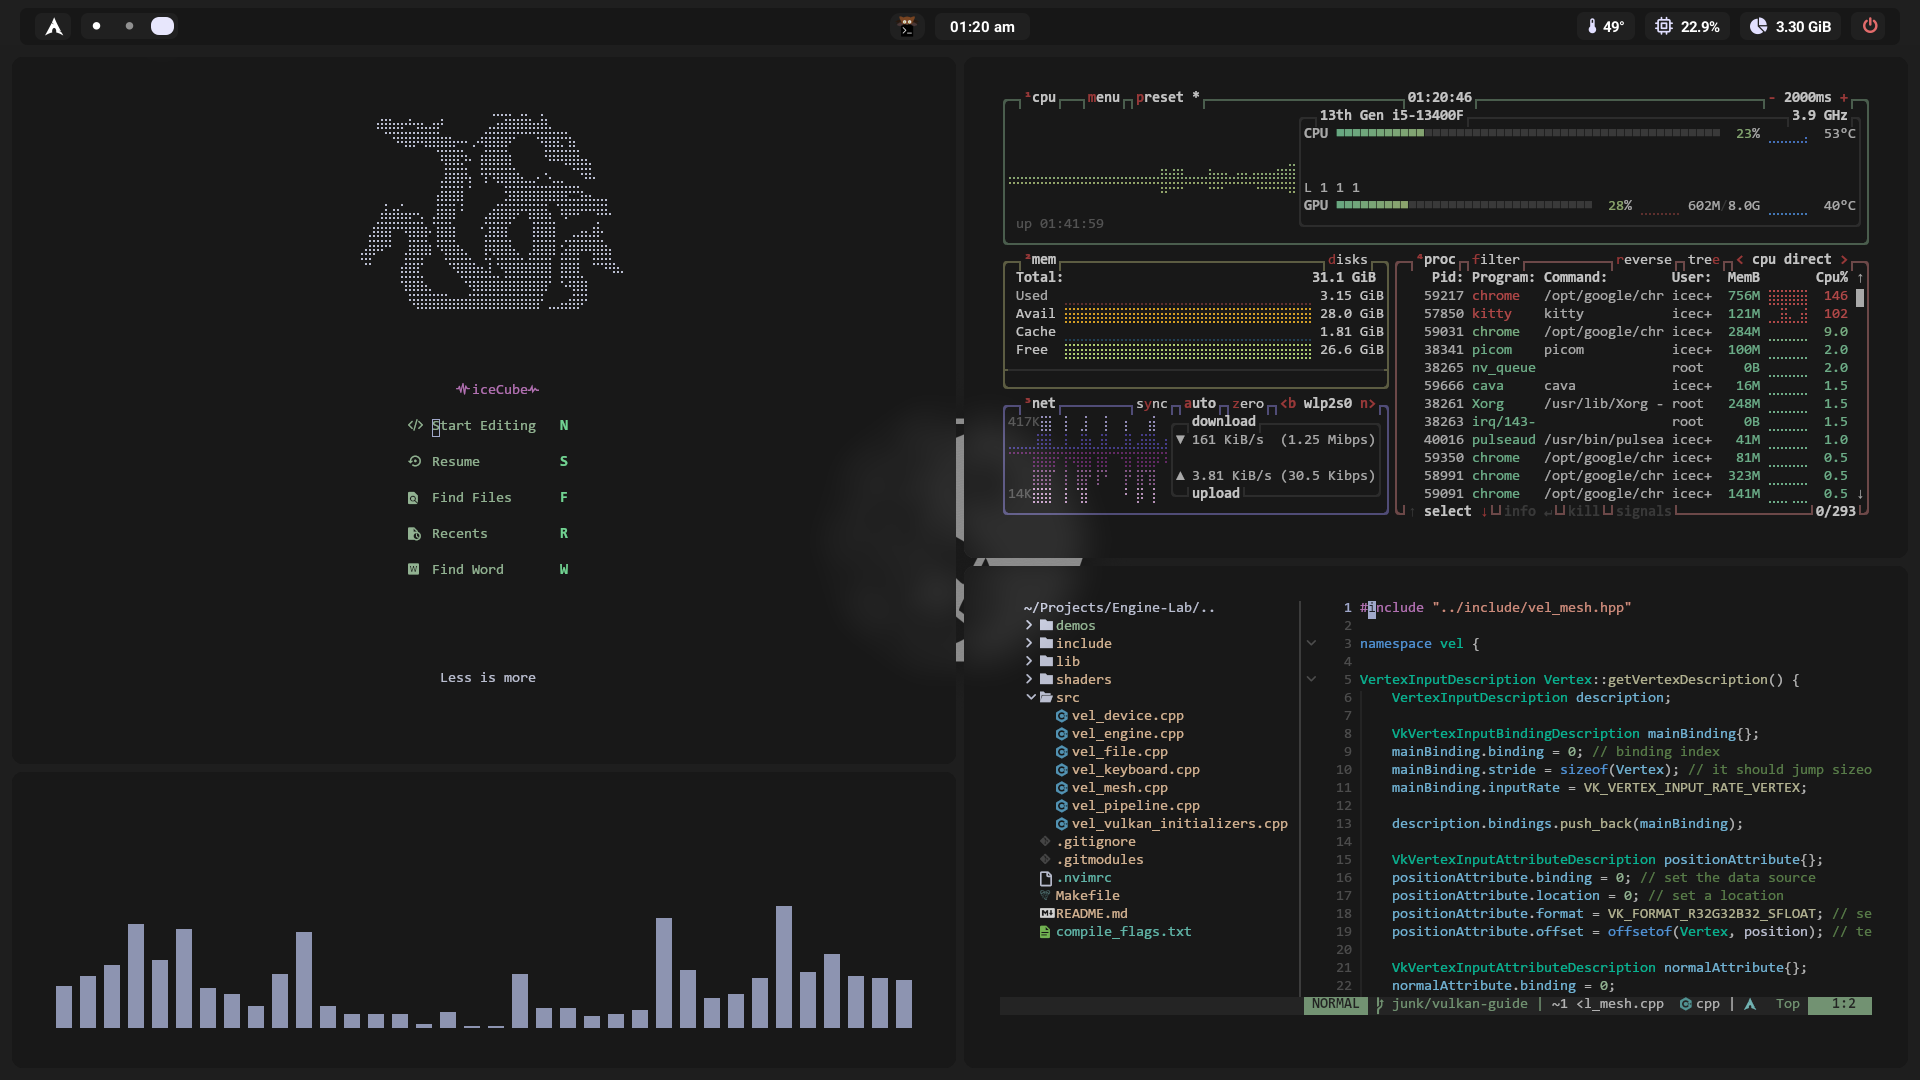 01:20 am
49°
22.9%
3.30 GiB
iceCube
Start Editing N
Resume S
Find Files F
Recents R
Find Word W
Less is more
¹cpu menu preset * 01:20:46 - 2000ms +
13th Gen i5-13400F 3.9 GHz
CPU 23% 53°C
L 1 1 1
GPU 28% 602M/8.0G 40°C
up 01:41:59
²mem disks
Total: 31.1 GiB
Used 3.15 GiB
Avail 28.0 GiB
Cache 1.81 GiB
Free 26.6 GiB
³net sync auto zero <b wlp2s0 n>
417K
download
▼ 161 KiB/s (1.25 Mibps)
▲ 3.81 KiB/s (30.5 Kibps)
14K
upload
⁴proc filter reverse tree < cpu direct >
Pid: Program: Command: User: MemB Cpu% ↑
59217 chrome /opt/google/chr icec+ 756M 146
57850 kitty kitty icec+ 121M 102
59031 chrome /opt/google/chr icec+ 284M 9.0
38341 picom picom icec+ 100M 2.0
38265 nv_queue root 0B 2.0
59666 cava cava icec+ 16M 1.5
38261 Xorg /usr/lib/Xorg - root 248M 1.5
38263 irq/143- root 0B 1.5
40016 pulseaud /usr/bin/pulsea icec+ 41M 1.0
59350 chrome /opt/google/chr icec+ 81M 0.5
58991 chrome /opt/google/chr icec+ 323M 0.5
59091 chrome /opt/google/chr icec+ 141M 0.5 ↓
↑ select ↓ info ↵ kill signals 0/293
~/Projects/Engine-Lab/..
demos
include
lib
shaders
src
vel_device.cpp
vel_engine.cpp
vel_file.cpp
vel_keyboard.cpp
vel_mesh.cpp
vel_pipeline.cpp
vel_vulkan_initializers.cpp
.gitignore
.gitmodules
.nvimrc
Makefile
README.md
compile_flags.txt
1 #include "../include/vel_mesh.hpp"
2
3 namespace vel {
4
5 VertexInputDescription Vertex::getVertexDescription() {
6 VertexInputDescription description;
7
8 VkVertexInputBindingDescription mainBinding{};
9 mainBinding.binding = 0; // binding index
10 mainBinding.stride = sizeof(Vertex); // it should jump sizeo
11 mainBinding.inputRate = VK_VERTEX_INPUT_RATE_VERTEX;
12
13 description.bindings.push_back(mainBinding);
14
15 VkVertexInputAttributeDescription positionAttribute{};
16 positionAttribute.binding = 0; // set the data source
17 positionAttribute.location = 0; // set a location
18 positionAttribute.format = VK_FORMAT_R32G32B32_SFLOAT; // se
19 positionAttribute.offset = offsetof(Vertex, position); // te
20
21 VkVertexInputAttributeDescription normalAttribute{};
22 normalAttribute.binding = 0;
NORMAL junk/vulkan-guide | ~1 <l_mesh.cpp cpp | Top 1:2